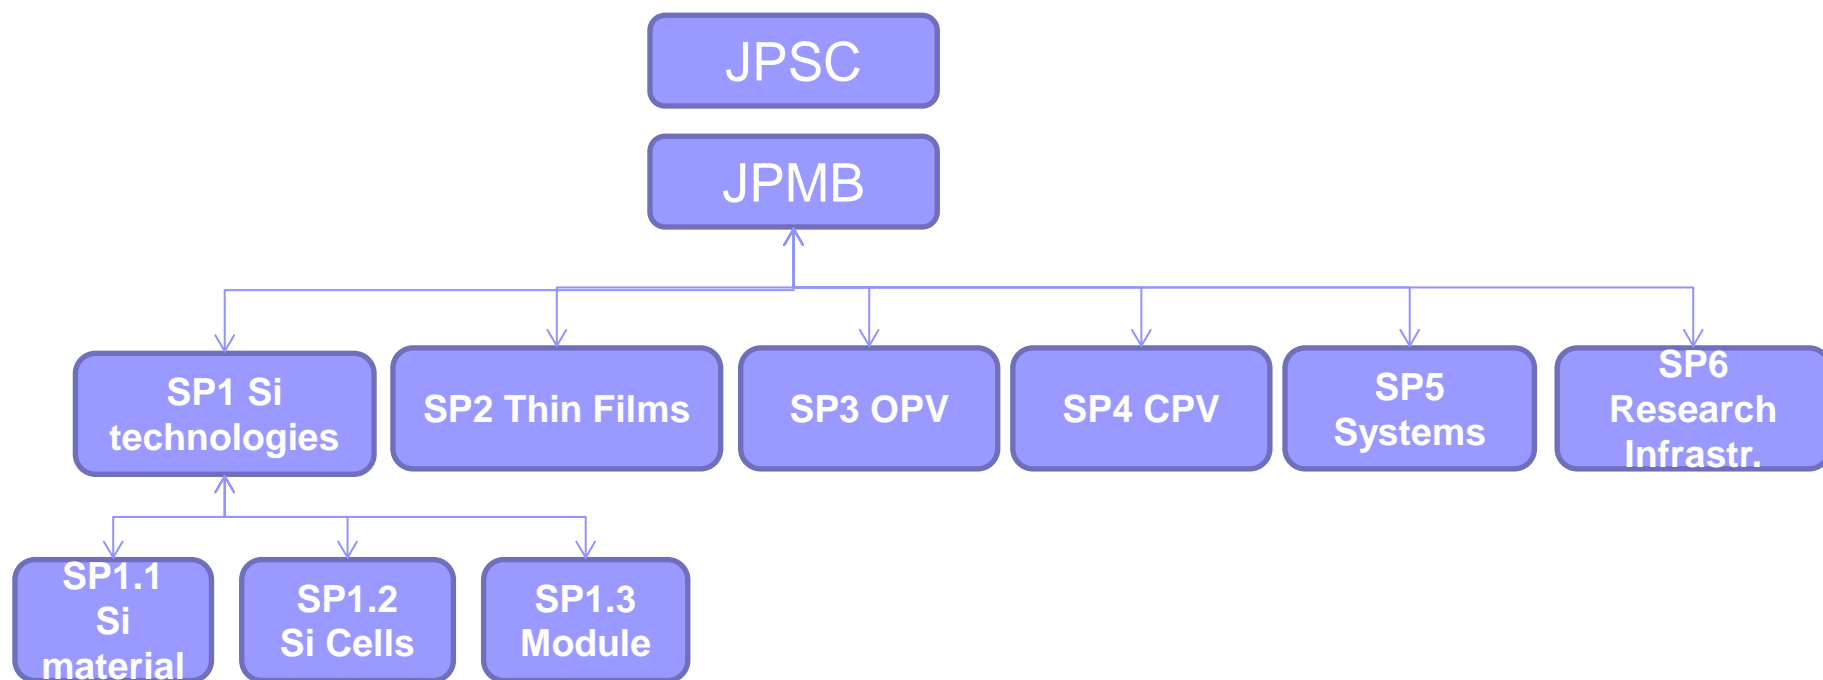 JPSC
JPMB
SP1 Si
technologies
SP2 Thin Films
SP3 OPV
SP4 CPV
SP5
Systems
SP6
Research
Infrastr.
SP1.1
Si
material
SP1.2
Si Cells
SP1.3
Module